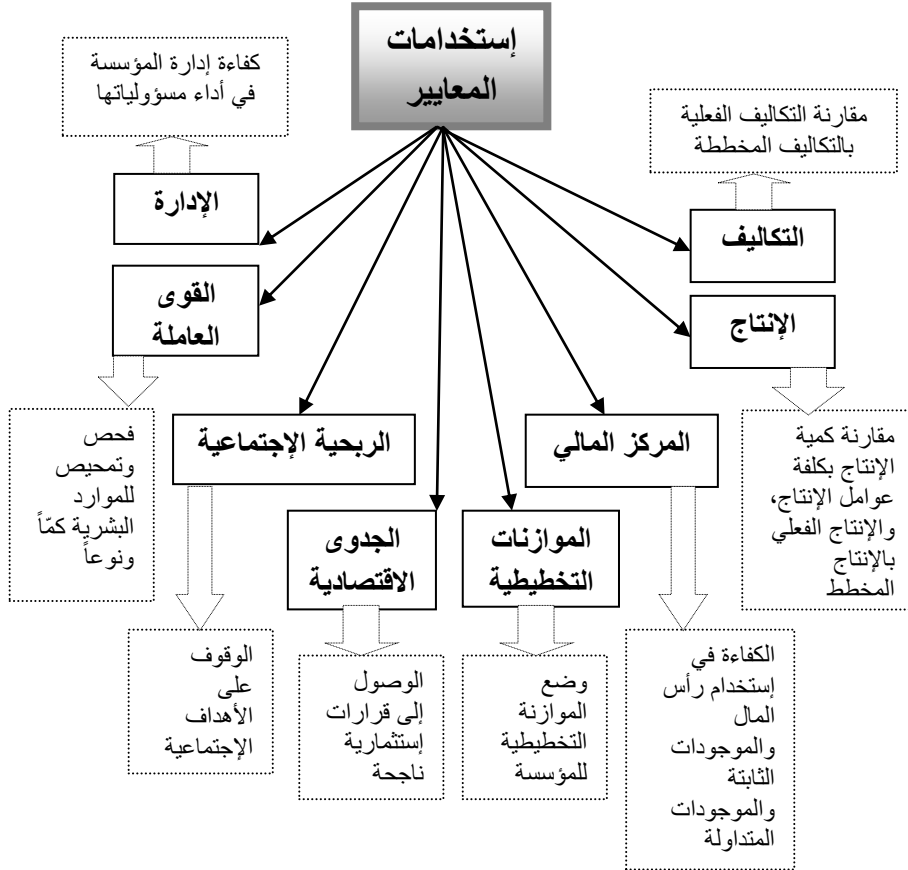 إستخدامات
المعايير
مقارنة التكاليف الفعلية
بالتكاليف المخططة
التكاليف
الإنتاج
مقارنة كمية
الإنتاج بكلفة
عوامل الإنتاج،
والإنتاج الفعلي
بالإنتاج
المخطط
المركز المالي
الكفاءة في
إستخدام رأس
المال
والموجودات
الثابتة
والموجودات
المتداولة
الموازنات
التخطيطية
وضع
الموازنة
التخطيطية
للمؤسسة
الجدوى
الاقتصادية
الوصول
إلى قرارات
إستثمارية
ناجحة
الربحية الإجتماعية
الوقوف
على
الأهداف
الإجتماعية
القوى
العاملة
فحص
وتمحيص
للموارد
البشرية كمّاً
ونوعاً
كفاءة إدارة المؤسسة
في أداء مسؤولياتها
الإدارة